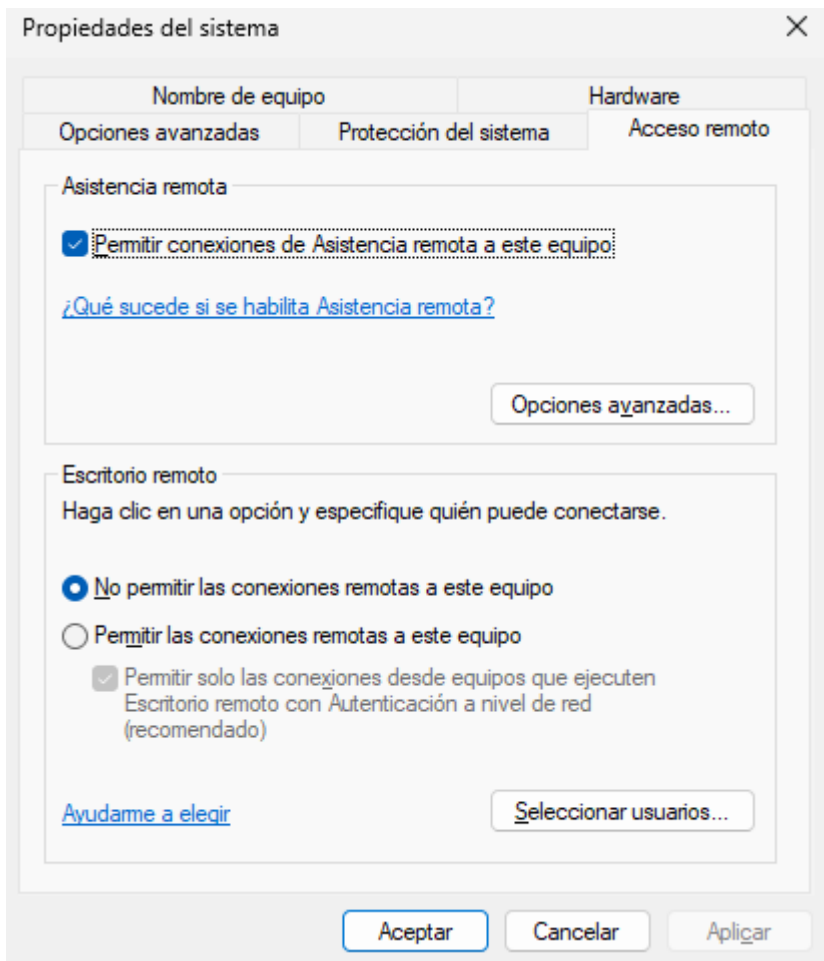 Propiedades del sistema
Nombre de equipo
Hardware
Opciones avanzadas
Protección del sistema
Acceso remoto
Asistencia remota
Permitir conexiones de Asistencia remota a este equipo
¿Qué sucede si se habilita Asistencia remota?
Opciones avanzadas...
Escritorio remoto
Haga clic en una opción y especifique quién puede conectarse.
No permitir las conexiones remotas a este equipo
Permitir las conexiones remotas a este equipo
Permitir solo las conexiones desde equipos que ejecuten
Escritorio remoto con Autenticación a nivel de red
(recomendado)
Ayudarme a elegir
Seleccionar usuarios...
Aceptar
Cancelar
Aplicar